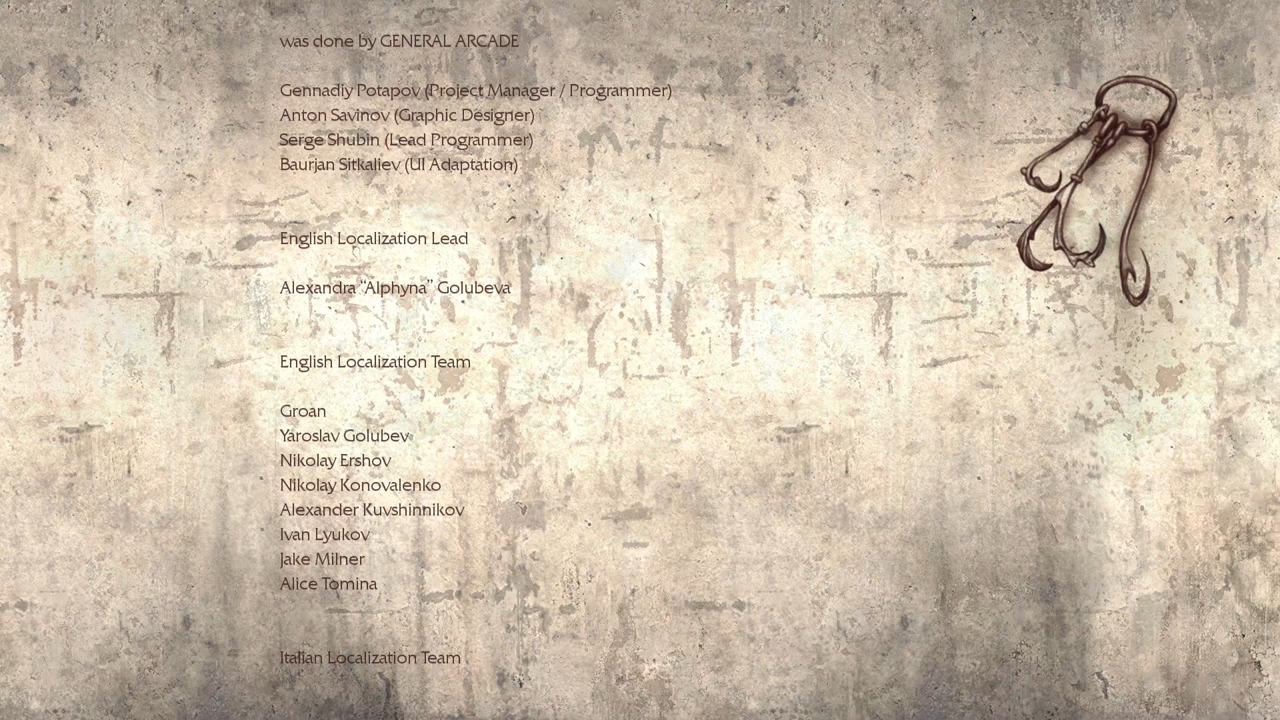 was done by GENERAL ARCADE
Gennadiy Potapov (Project Manager / Programmer)
Anton Savinov (Graphic Designer)
Serge Shubin (Lead Programmer)
Baurjan Sitkaliev (UI Adaptation)
English Localization Lead
Alexandra “Alphyna” Golubeva
English Localization Team
Groan
Yaroslav Golubev
Nikolay Ershov
Nikolay Konovalenko
Alexander Kuvshinnikov
Ivan Lyukov
Jake Milner
Alice Tomina
Italian Localization Team